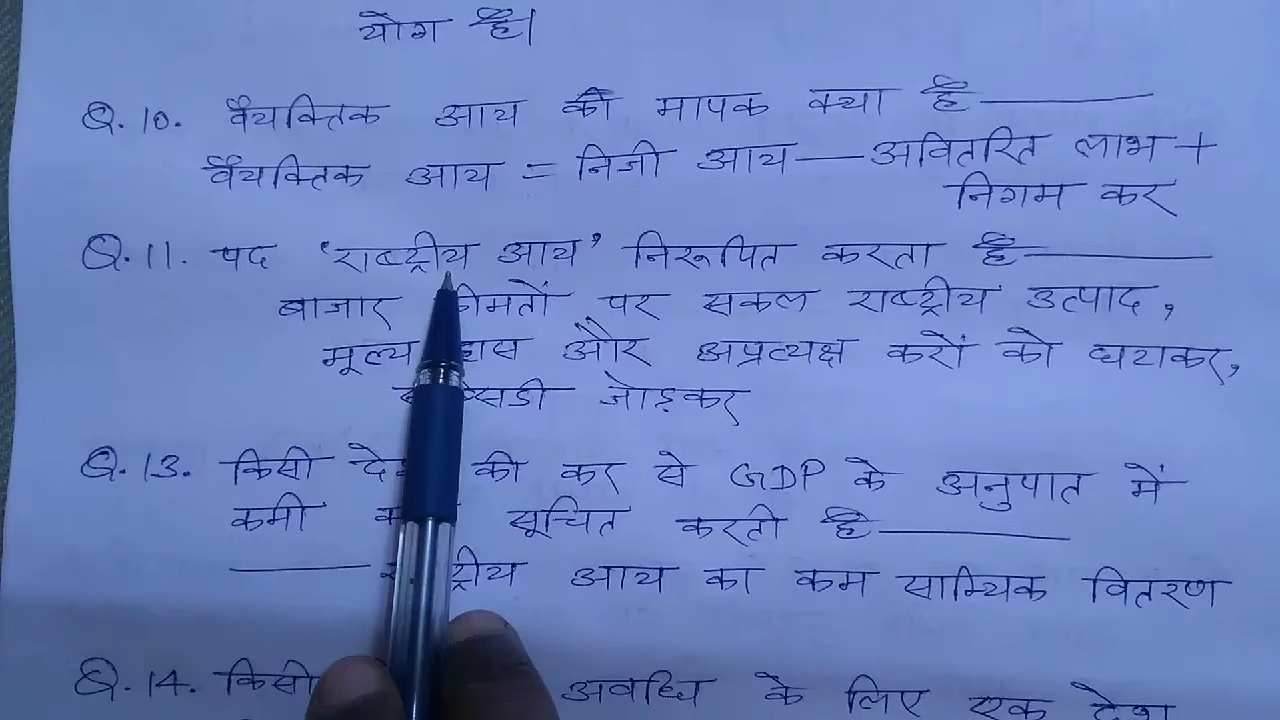 योग है।
Q.10. वैयक्तिक आय की मापक क्या है
वैयक्तिक आय = निजी आय — अवितरित लाभ +
निगम कर
Q.11. पद 'राष्ट्रीय आय' निरूपित करता है
बाजार पर सकल राष्ट्रीय उत्पाद,
मूल्य और अप्रत्यक्ष करों को घटाकर,
जोड़कर
Q.13. किसी की कर से GDP के अनुपात में
कमी सूचित करती है
आय का कम साम्यिक वितरण
Q.14. किसी अवधि के लिए एक देश